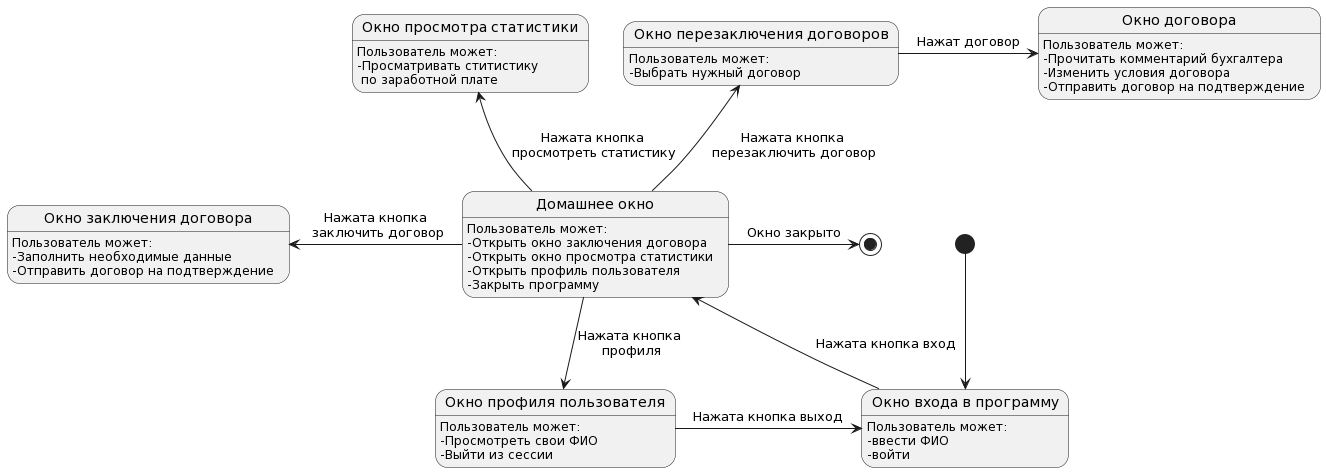 Окно просмотра статистики
Пользователь может:
-Просматривать ститистику
по заработной плате
Окно перезаключения договоров
Пользователь может:
-Выбрать нужный договор
Нажат договор
Окно договора
Пользователь может:
-Прочитать комментарий бухгалтера
-Изменить условия договора
-Отправить договор на подтверждение
Нажата кнопка
просмотреть статистику
Нажата кнопка
перезаключить договор
Окно заключения договора
Пользователь может:
-Заполнить необходимые данные
-Отправить договор на подтверждение
Нажата кнопка
заключить договор
Домашнее окно
Пользователь может:
-Открыть окно заключения договора
-Открыть окно просмотра статистики
-Открыть профиль пользователя
-Закрыть программу
Окно закрыто
Нажата кнопка
профиля
Нажата кнопка вход
Окно профиля пользователя
Пользователь может:
-Просмотреть свои ФИО
-Выйти из сессии
Нажата кнопка выход
Окно входа в программу
Пользователь может:
-ввести ФИО
-войти